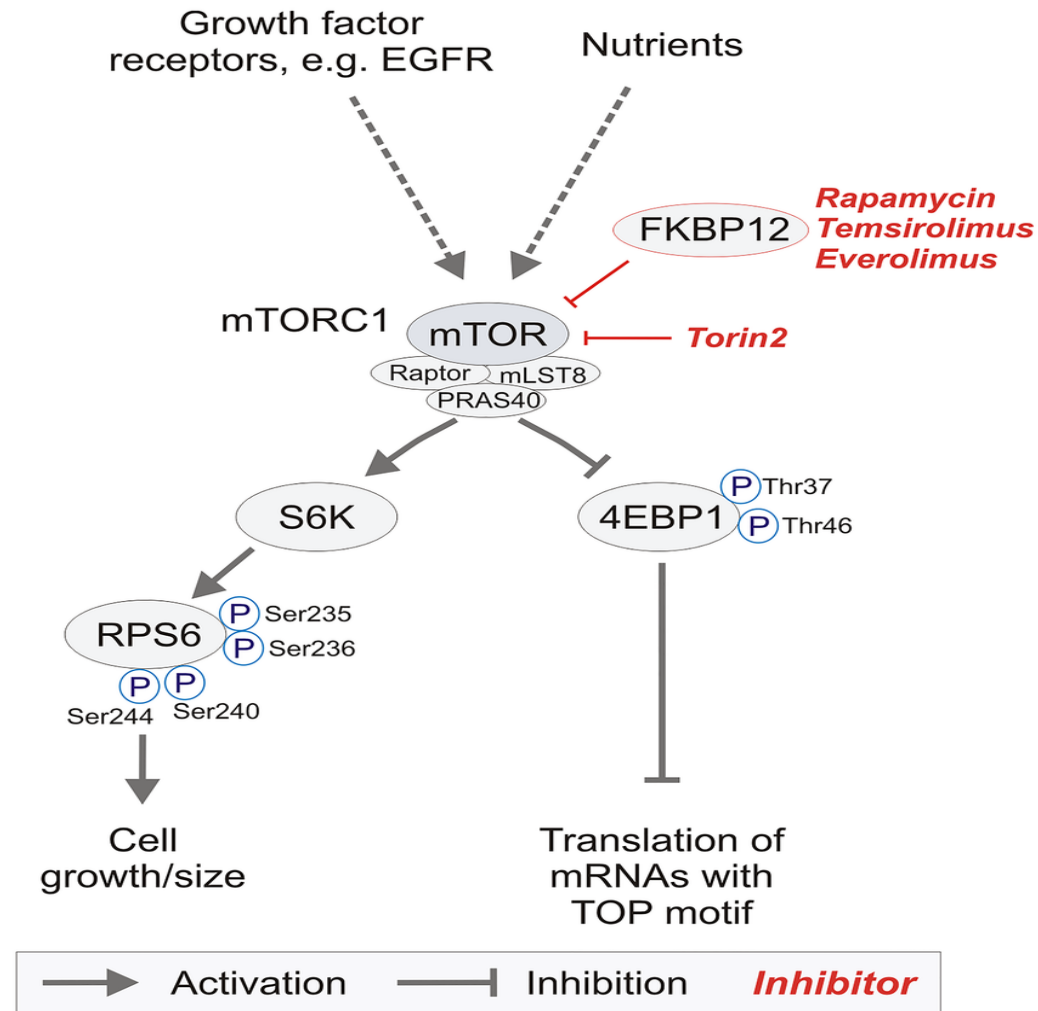 Growth factor
receptors, e.g. EGFR
Nutrients
Rapamycin
FKBP12
Temsirolimus
Everolimus
mTORC1
mTOR
Torin2
Raptor
mLST8
PRAS40
S6K
4EBP1
P Thr37
P Thr46
RPS6
P Ser235
P Ser236
P
P
Ser244
Ser240
Cell
growth/size
Translation of
mRNAs with
TOP motif
Activation
Inhibition
Inhibitor